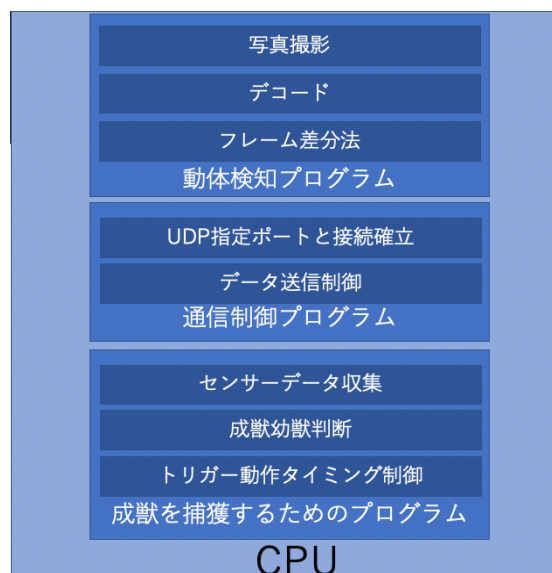 写真撮影
デコード
フレーム差分法
動体検知プログラム
UDP指定ポートと接続確立
データ送信制御
通信制御プログラム
センサーデータ収集
成獣幼獣判断
トリガー動作タイミング制御
成獣を捕獲するためのプログラム
CPU